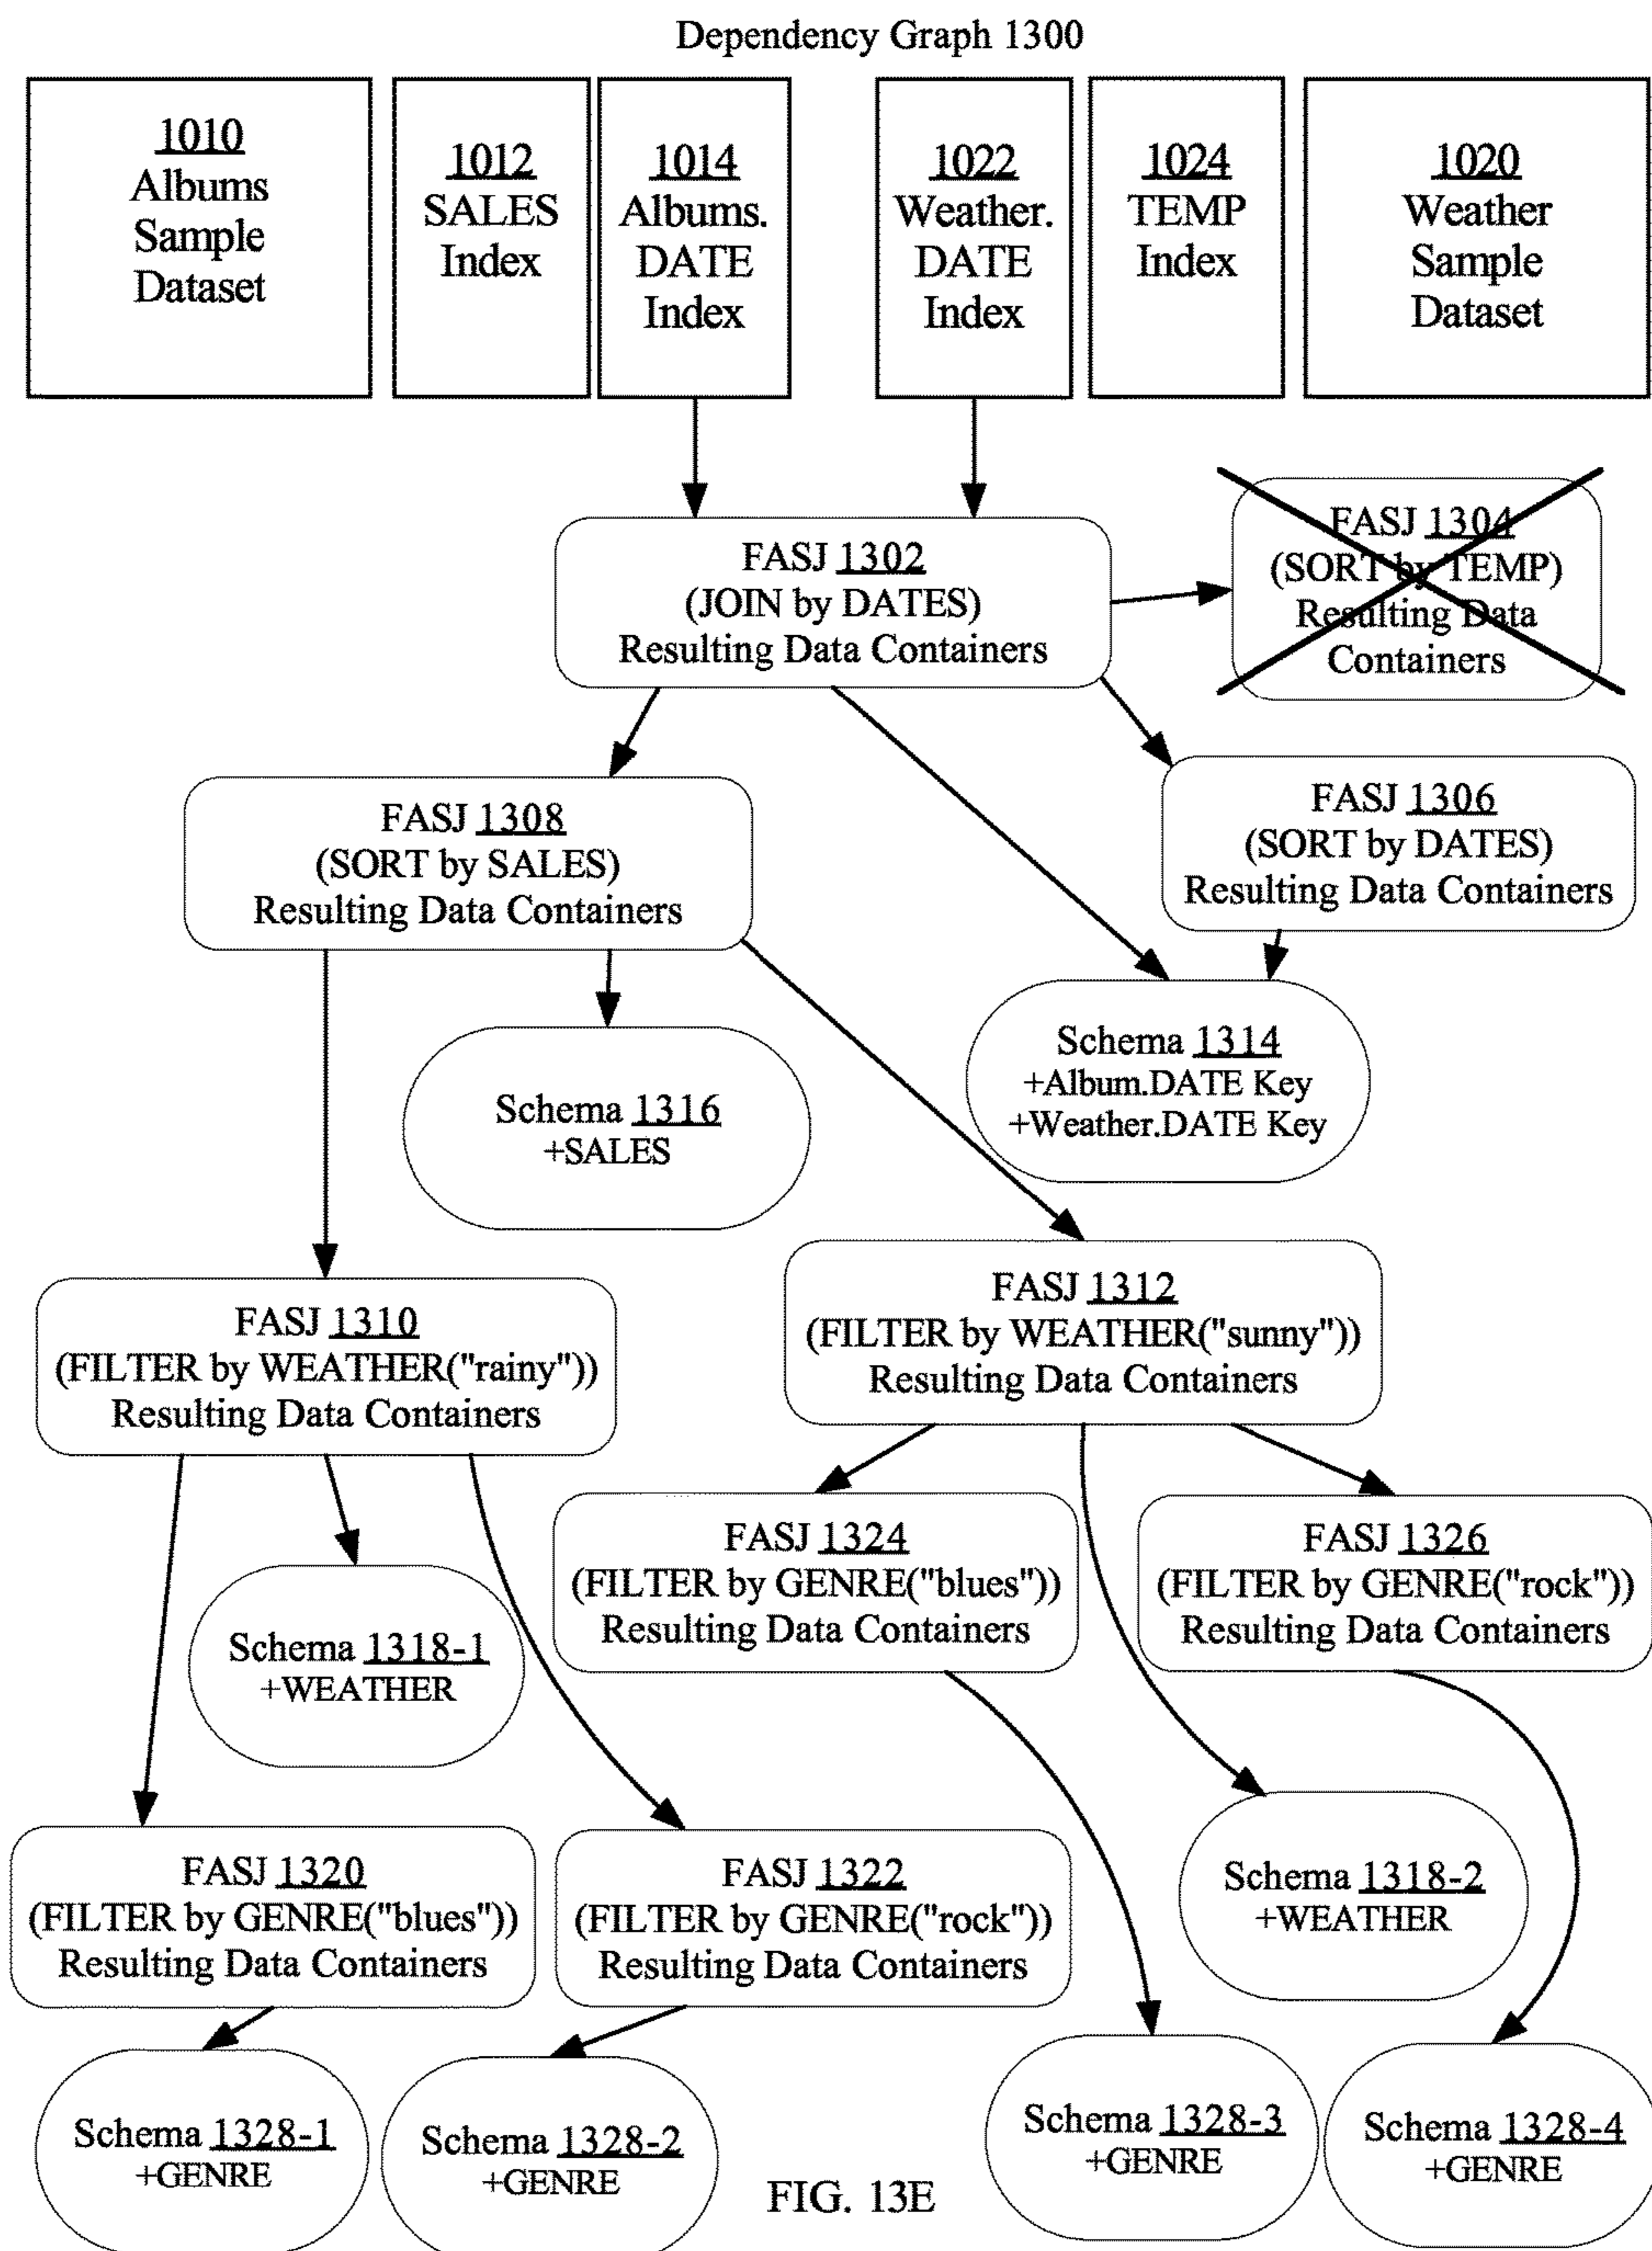 Dependency Graph 1300
1010
Albums
Sample
Dataset
1012
SALES
Index
1014
Albums.
DATE
Index
1022
Weather.
DATE
Index
1024
TEMP
Index
1020
Weather
Sample
Dataset
FASJ 1302
(JOIN by DATES)
Resulting Data Containers
FASJ 1304
(SORT by TEMP)
Resulting Data
Containers
FASJ 1308
(SORT by SALES)
Resulting Data Containers
FASJ 1306
(SORT by DATES)
Resulting Data Containers
Schema 1316
+SALES
Schema 1314
+Album.DATE Key
+Weather.DATE Key
FASJ 1310
(FILTER by WEATHER("rainy"))
Resulting Data Containers
FASJ 1312
(FILTER by WEATHER("sunny"))
Resulting Data Containers
Schema 1318-1
+WEATHER
FASJ 1324
(FILTER by GENRE("blues"))
Resulting Data Containers
FASJ 1326
(FILTER by GENRE("rock"))
Resulting Data Containers
FASJ 1320
(FILTER by GENRE("blues"))
Resulting Data Containers
FASJ 1322
(FILTER by GENRE("rock"))
Resulting Data Containers
Schema 1318-2
+WEATHER
Schema 1328-1
+GENRE
Schema 1328-2
+GENRE
Schema 1328-3
+GENRE
Schema 1328-4
+GENRE
FIG. 13E